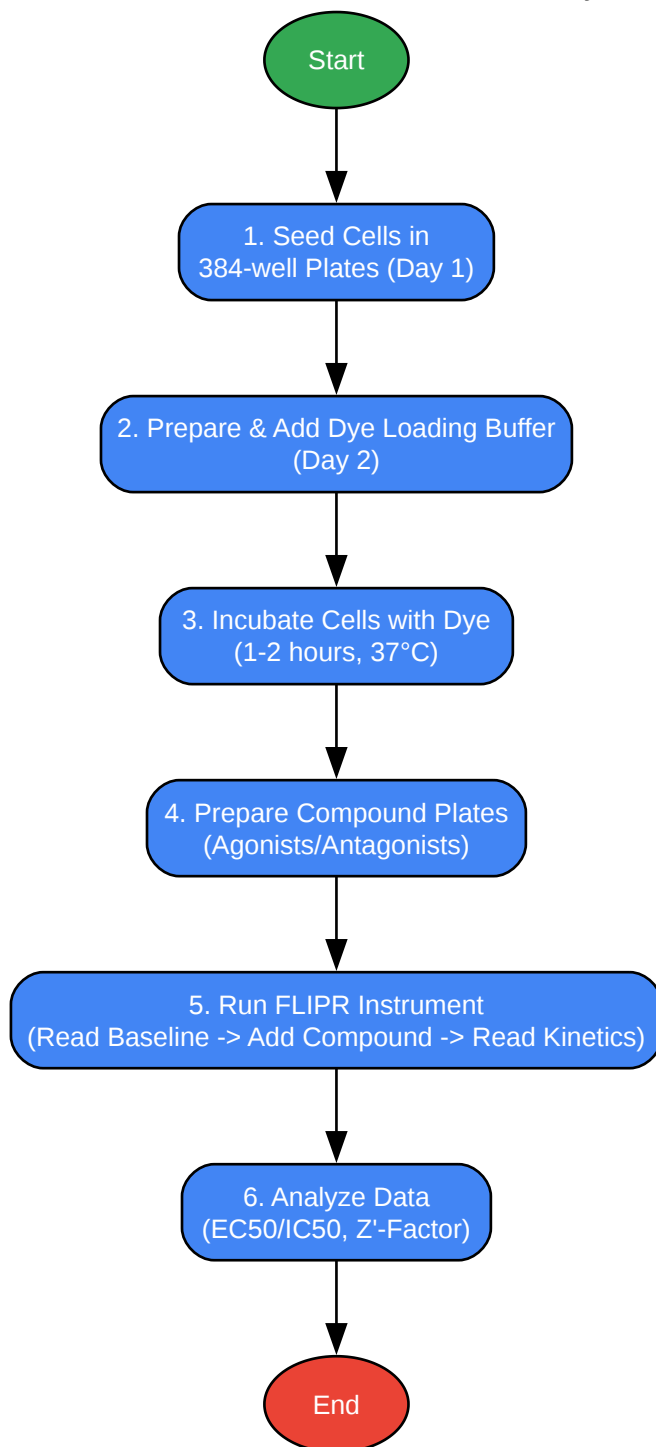 Start
1. Seed Cells in
384-well Plates (Day 1)
2. Prepare & Add Dye Loading Buffer
(Day 2)
3. Incubate Cells with Dye
(1-2 hours, 37°C)
4. Prepare Compound Plates
(Agonists/Antagonists)
5. Run FLIPR Instrument
(Read Baseline -> Add Compound -> Read Kinetics)
6. Analyze Data
(EC50/IC50, Z'-Factor)
End